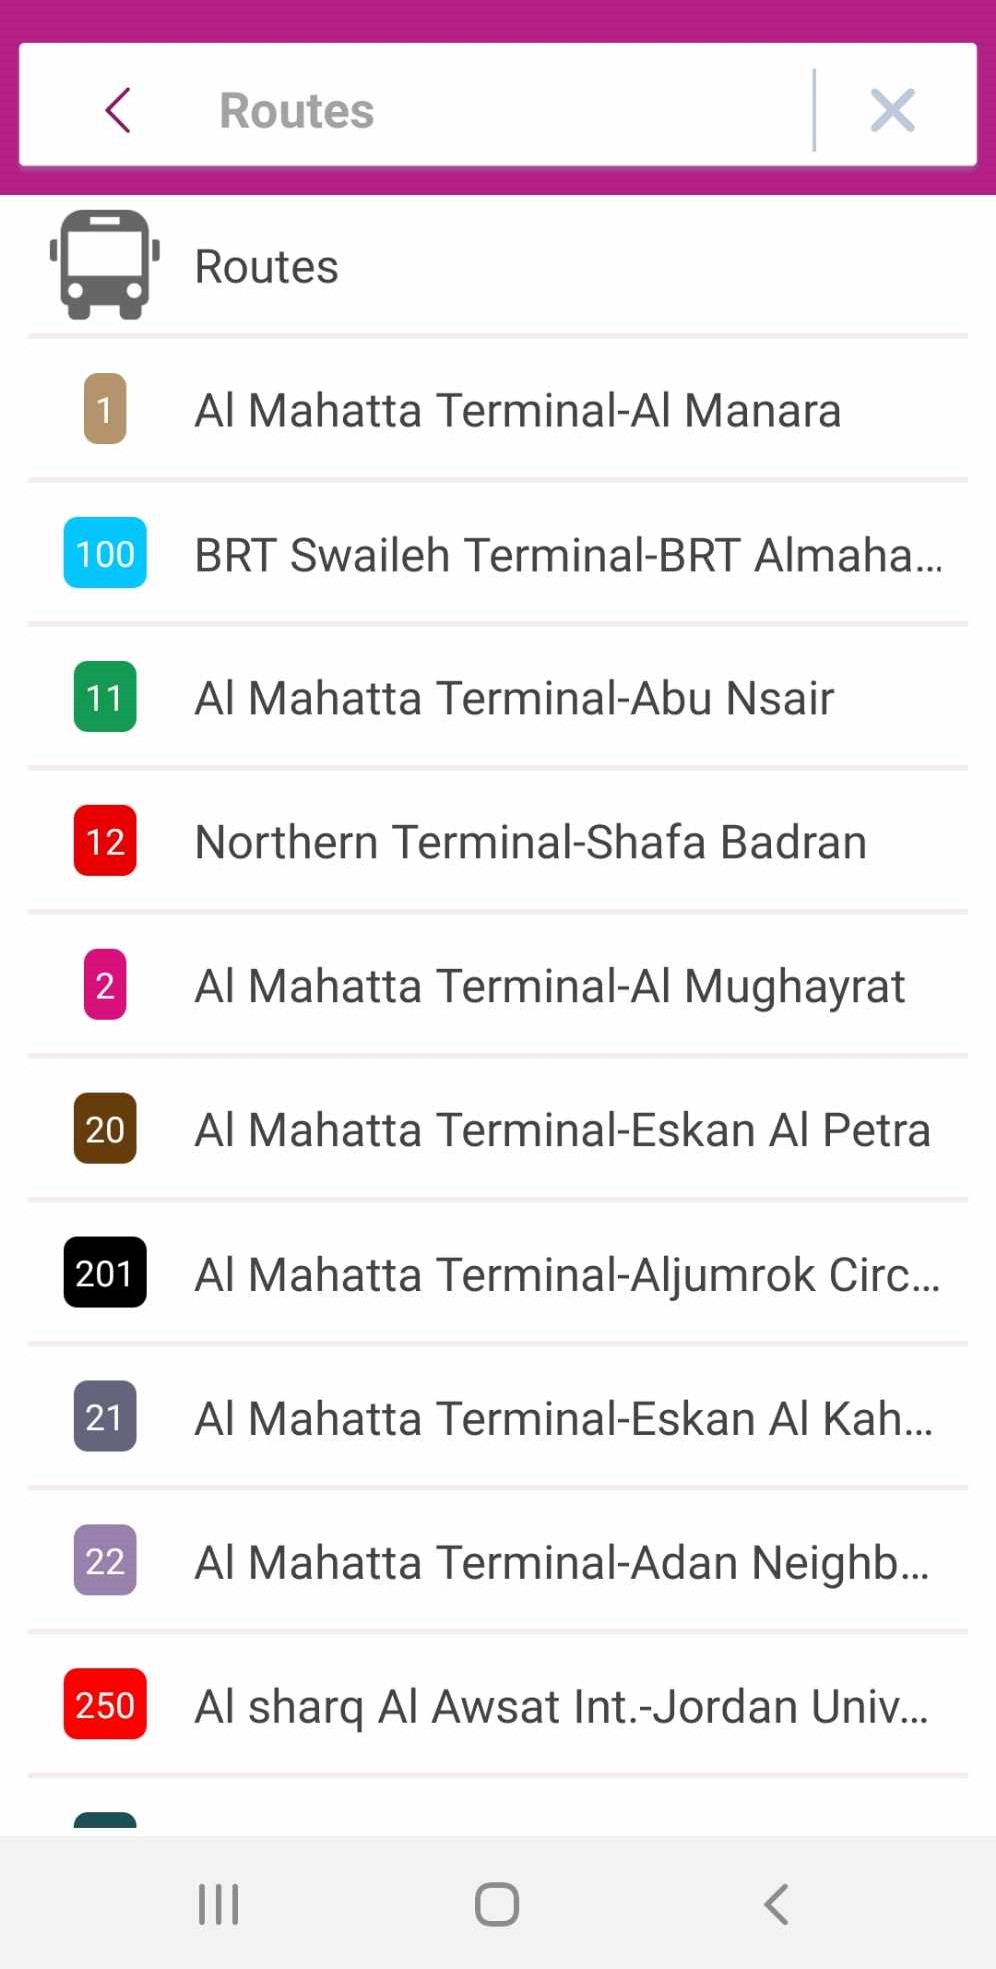 Routes
Routes
1 Al Mahatta Terminal-Al Manara
100 BRT Swaileh Terminal-BRT Almaha...
11 Al Mahatta Terminal-Abu Nsair
12 Northern Terminal-Shafa Badran
2 Al Mahatta Terminal-Al Mughayrat
20 Al Mahatta Terminal-Eskan Al Petra
201 Al Mahatta Terminal-Aljumrok Circ...
21 Al Mahatta Terminal-Eskan Al Kah...
22 Al Mahatta Terminal-Adan Neighb...
250 Al sharq Al Awsat Int.-Jordan Univ...